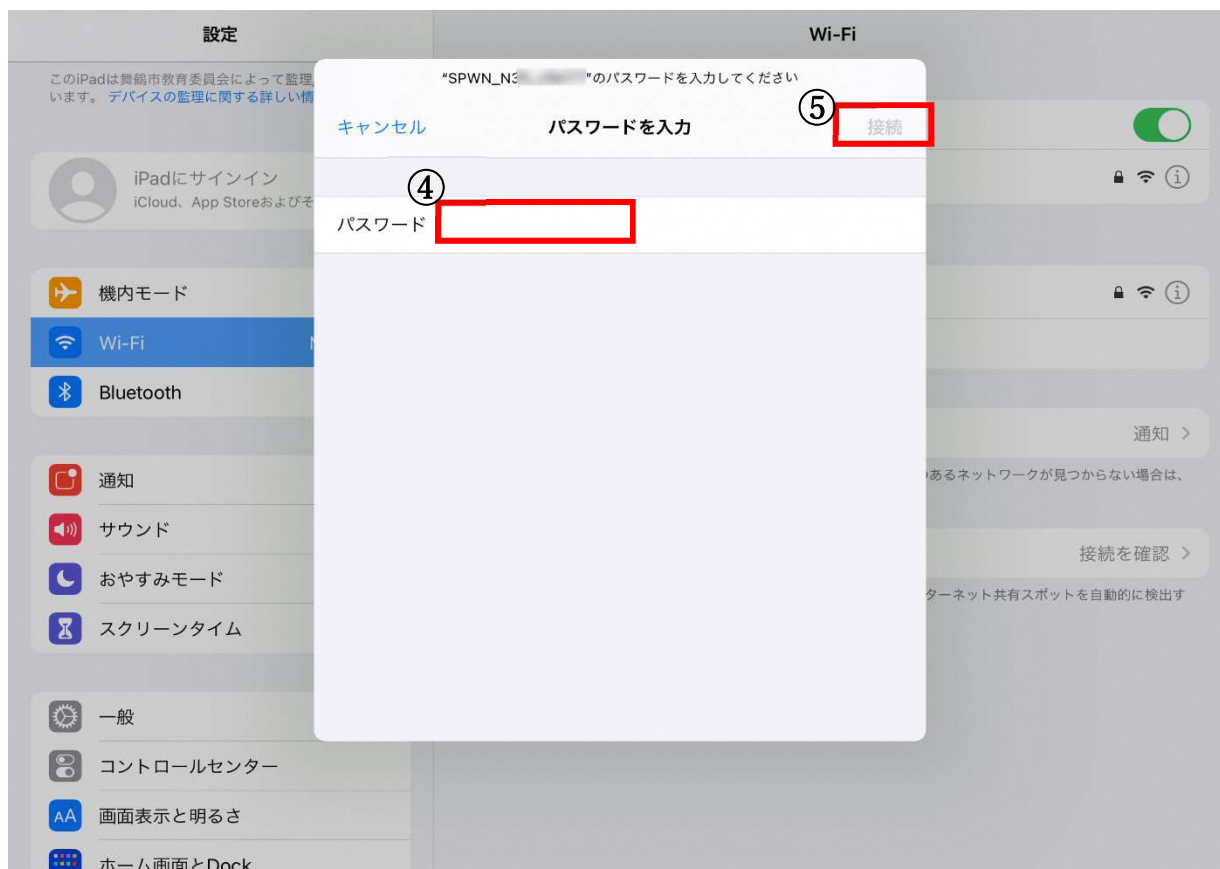 設定
Wi-Fi
このiPadは舞鶴市教育委員会によって監理
います。 デバイスの監理に関する詳しい情
iPadにサインイン
iCloud、App Storeおよびそ
機内モード
Wi-Fi
Bluetooth
通知
サウンド
おやすみモード
スクリーンタイム
一般
コントロールセンター
画面表示と明るさ
ホーム画面とDock
“SPWN_N3 ”のパスワードを入力してください
キャンセル
パスワードを入力
⑤
接続
④
パスワード
通知
あるネットワークが見つからない場合は、
接続を確認
ターネット共有スポットを自動的に検出す